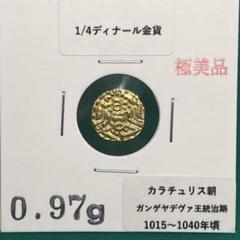 1/4ディナール金貨
極美品
0.97g
カラチュリス朝
ガンゲヤデヴァ王統治期
1015〜1040年頃